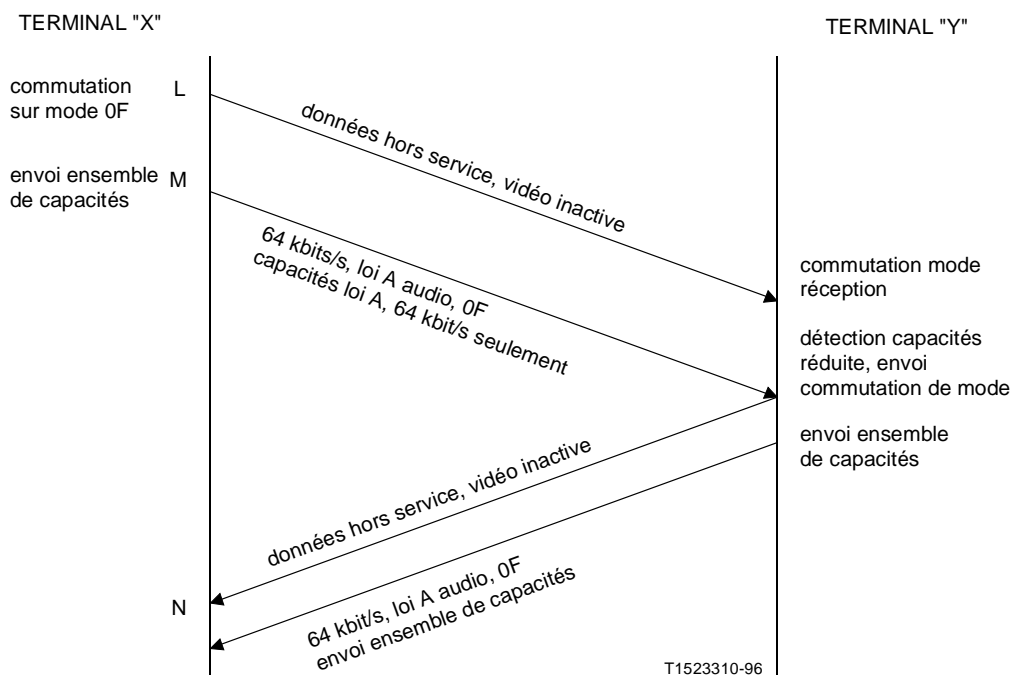 TERMINAL "X"
TERMINAL "Y"
commutation
sur mode 0F
L
données hors service, vidéo inactive
envoi ensemble
de capacités
M
64 kbits/s, loi A audio, 0F
capacités loi A, 64 kbit/s seulement
commutation mode
réception
détection capacités
réduite, envoi
commutation de mode
envoi ensemble
de capacités
données hors service, vidéo inactive
N
64 kbit/s, loi A audio, 0F
envoi ensemble de capacités
T1523310-96